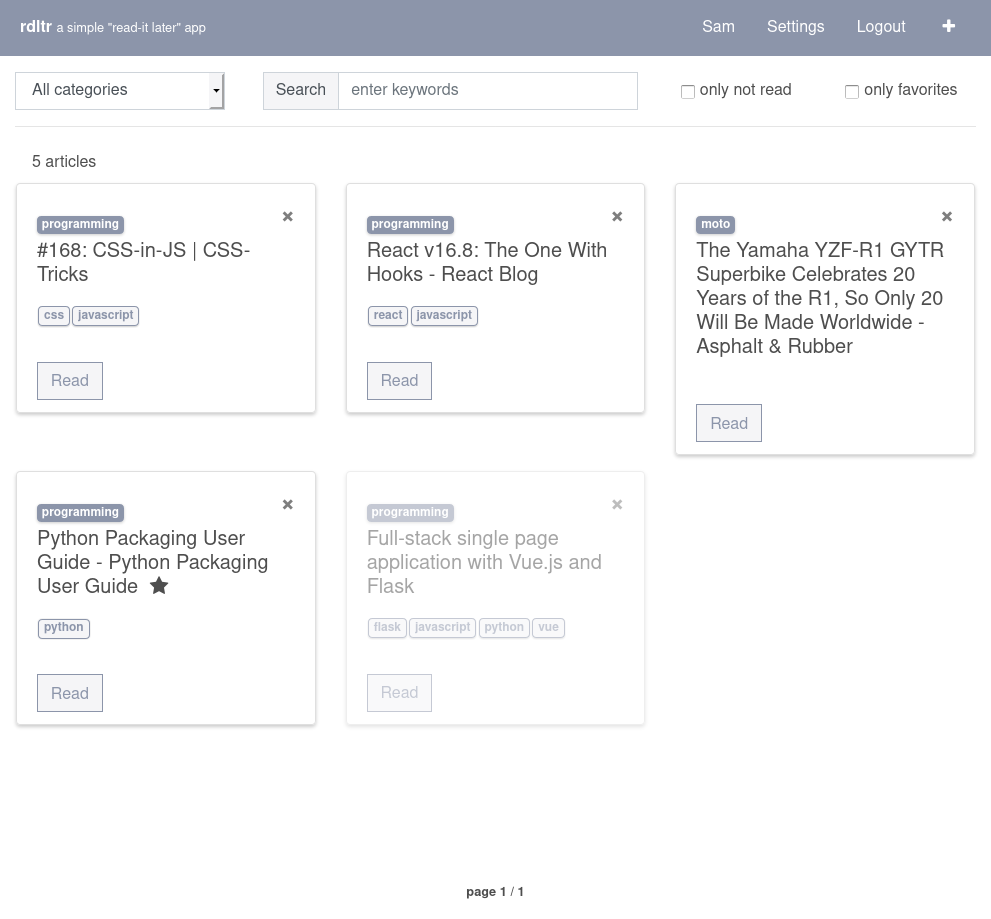 rdltr a simple "read-it later" app
Sam Settings Logout
All categories
Search enter keywords
only not read
only favorites
5 articles
programming
#168: CSS-in-JS | CSS-
Tricks
css javascript
Read
programming
React v16.8: The One With
Hooks - React Blog
react javascript
Read
moto
The Yamaha YZF-R1 GYTR
Superbike Celebrates 20
Years of the R1, So Only 20
Will Be Made Worldwide -
Asphalt & Rubber
Read
programming
Python Packaging User
Guide - Python Packaging
User Guide
python
Read
programming
Full-stack single page
application with Vue.js and
Flask
flask javascript python vue
Read
page 1 / 1